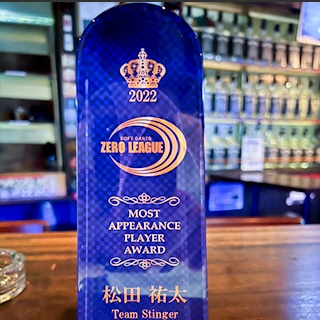 2022
SOFT DARTS
ZERO LEAGUE
MOST
APPEARANCE
PLAYER
AWARD
松田 祐太
Team Stinger